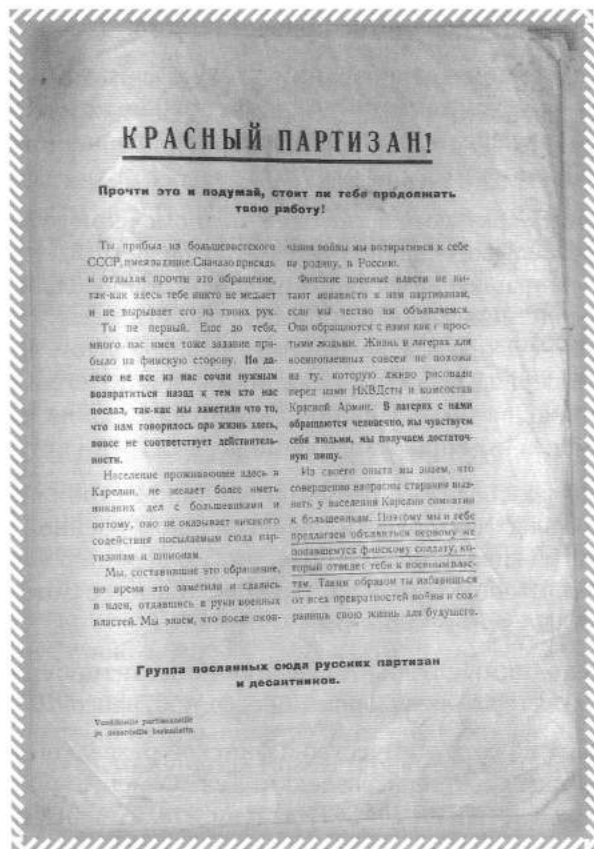 КРАСНЫЙ ПАРТИЗАН!
Прочти это и подумай, стоит ли тебе продолжать
твою работу!
Ты прибыл из большевистского
СССР, имея задание. Сначало присядь
и отдыхая прочти это обращение,
так-как здесь тебе никто не мешает
и не вырывает его из твоих рук.
Ты не первый. Еще до тебя,
много нас имея тоже задание при-
было на финскую сторону. Но да-
леко не все из нас сочли нужным
возвратиться назад к тем кто нас
послал, так-как мы заметили что то,
что нам говорилось про жизнь здесь,
вовсе не соответствует действитель-
ности.
Население проживающие здесь в
Карелии, не желает более иметь
никаких дел с большевиками и
потому, оно не оказывает никакого
содействия посылаемым сюда пар-
тизанам и шпионам.
Мы, составившие это обращение,
во время это заметили и сдались
в плен, отдавшись в руки военных
властей. Мы знаем, что после окон-
чания войны мы возвратимся к себе
на родину, в Россию.
Финские военные власти не пи-
тают ненависти к нам партизанам,
если мы честно им объявляемся.
Они обращаются с нами как с прос-
тыми людьми. Жизнь в лагерях для
военнопленных совсем не похожа
на ту, которую лживо рисовали
перед нами НКВДсты и комсостав
Красной Армии. В лагерях с нами
обращаются человечно, мы чувствуем
себя людьми, мы получаем достаточ-
ную пищу.
Из своего опыта мы знаем, что
совершенно напрасны старания выз-
вать у населения Карелии симпатии
к большевикам. Поэтому мы и тебе
предлагаем объявиться первому же
попавшемуся финскому солдату, ко-
торый отведет тебя к военным влас-
тям. Таким образом ты избавишься
от всех превратностей войны и сох-
ранишь свою жизнь для будущего.
Группа посланных сюда русских партизан
и десантников.
Venäläisille partisaaneille
ja desanteille